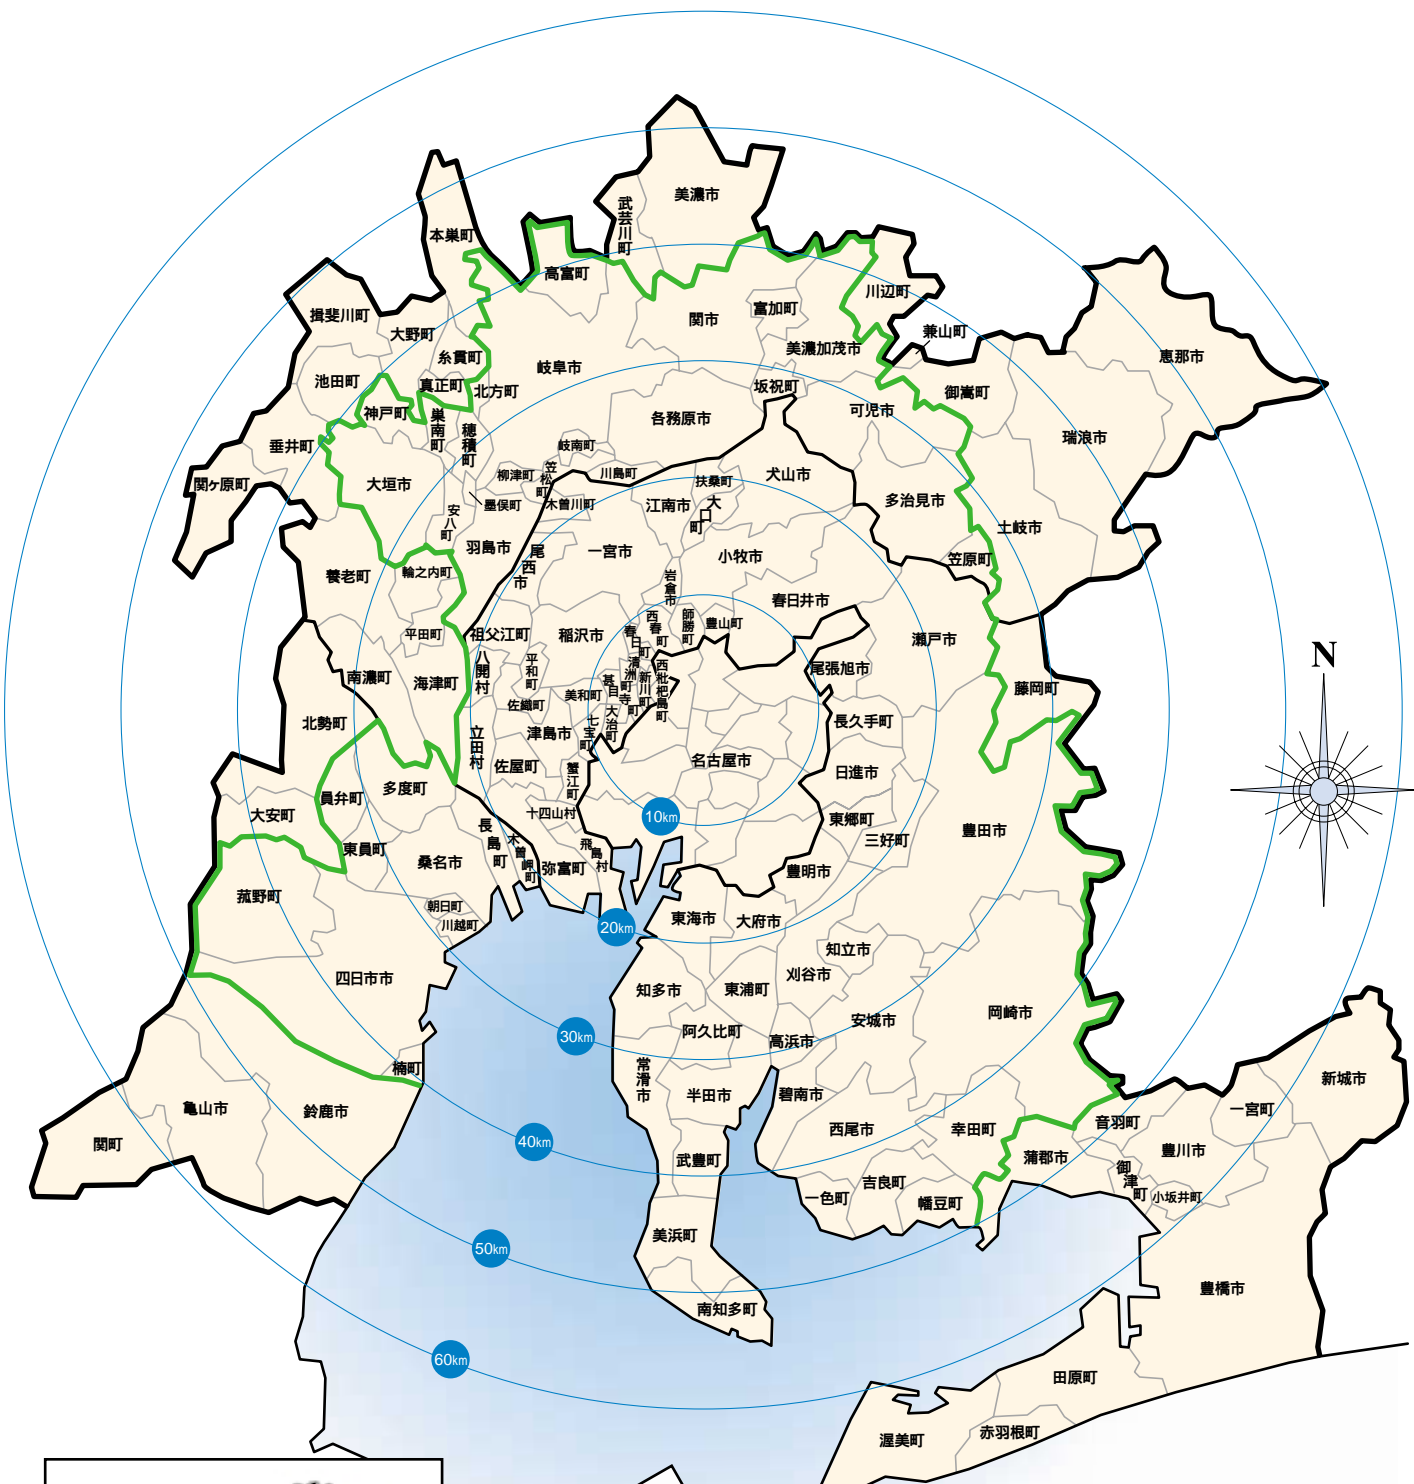 美濃市
武芸川町
本巣町
高富町
川辺町
揖斐川町
大野町
関市
富加町
兼山町
恵那市
糸貫町
美濃加茂市
岐阜市
池田町
真正町
北方町
坂祝町
御嵩町
神戸町
巣南町
各務原市
可児市
瑞浪市
垂井町
穂積町
岐南町
川島町
柳津町
笠松町
扶桑町
犬山市
関ヶ原町
大垣市
墨俣町
木曽川町
江南市
大口町
多治見市
安八町
土岐市
羽島市
尾西市
一宮市
小牧市
笠原町
養老町
輪之内町
岩倉市
春日井市
西春町
師勝町
豊山町
平田町
祖父江町
稲沢市
春日町
瀬戸市
八開村
平和町
清洲町
新川町
西枇杷島町
尾張旭市
南濃町
海津町
佐織町
美和町
甚目寺町
大治町
藤岡町
北勢町
立田村
津島市
七宝町
長久手町
佐屋町
蟹江町
名古屋市
日進市
員弁町
多度町
大安町
十四山村
10km
東郷町
三好町
豊田市
東員町
桑名市
長島町
木曽岬町
弥富町
飛島村
豊明市
菰野町
朝日町
川越町
20km
東海市
大府市
N
四日市市
知多市
東浦町
刈谷市
知立市
30km
阿久比町
高浜市
安城市
岡崎市
楠町
常滑市
半田市
碧南市
亀山市
鈴鹿市
関町
40km
武豊町
西尾市
幸田町
音羽町
一宮町
新城市
蒲郡市
豊川市
御津町
小坂井町
一色町
吉良町
幡豆町
美浜町
50km
南知多町
豊橋市
60km
田原町
赤羽根町
渥美町